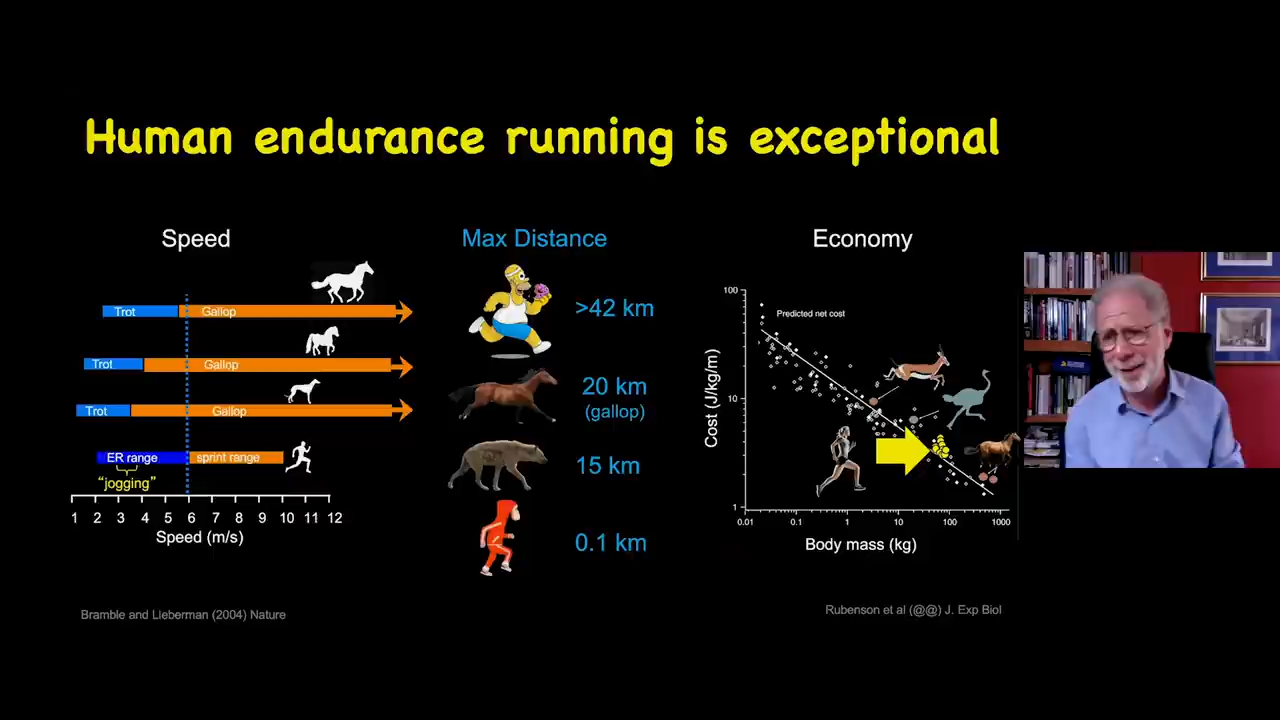 Human endurance running is exceptional
Speed
Trot
Gallop
Trot
Gallop
Trot
Gallop
ER range
sprint range
“jogging”
1 2 3 4 5 6 7 8 9 10 11 12
Speed (m/s)
Bramble and Lieberman (2004) Nature
Max Distance
>42 km
20 km
(gallop)
15 km
0.1 km
Economy
100
Predicted net cost
10
1
Cost (J/kg/m)
0.01 0.1 1 10 100 1000
Body mass (kg)
Rubenson et al (@@) J. Exp Biol